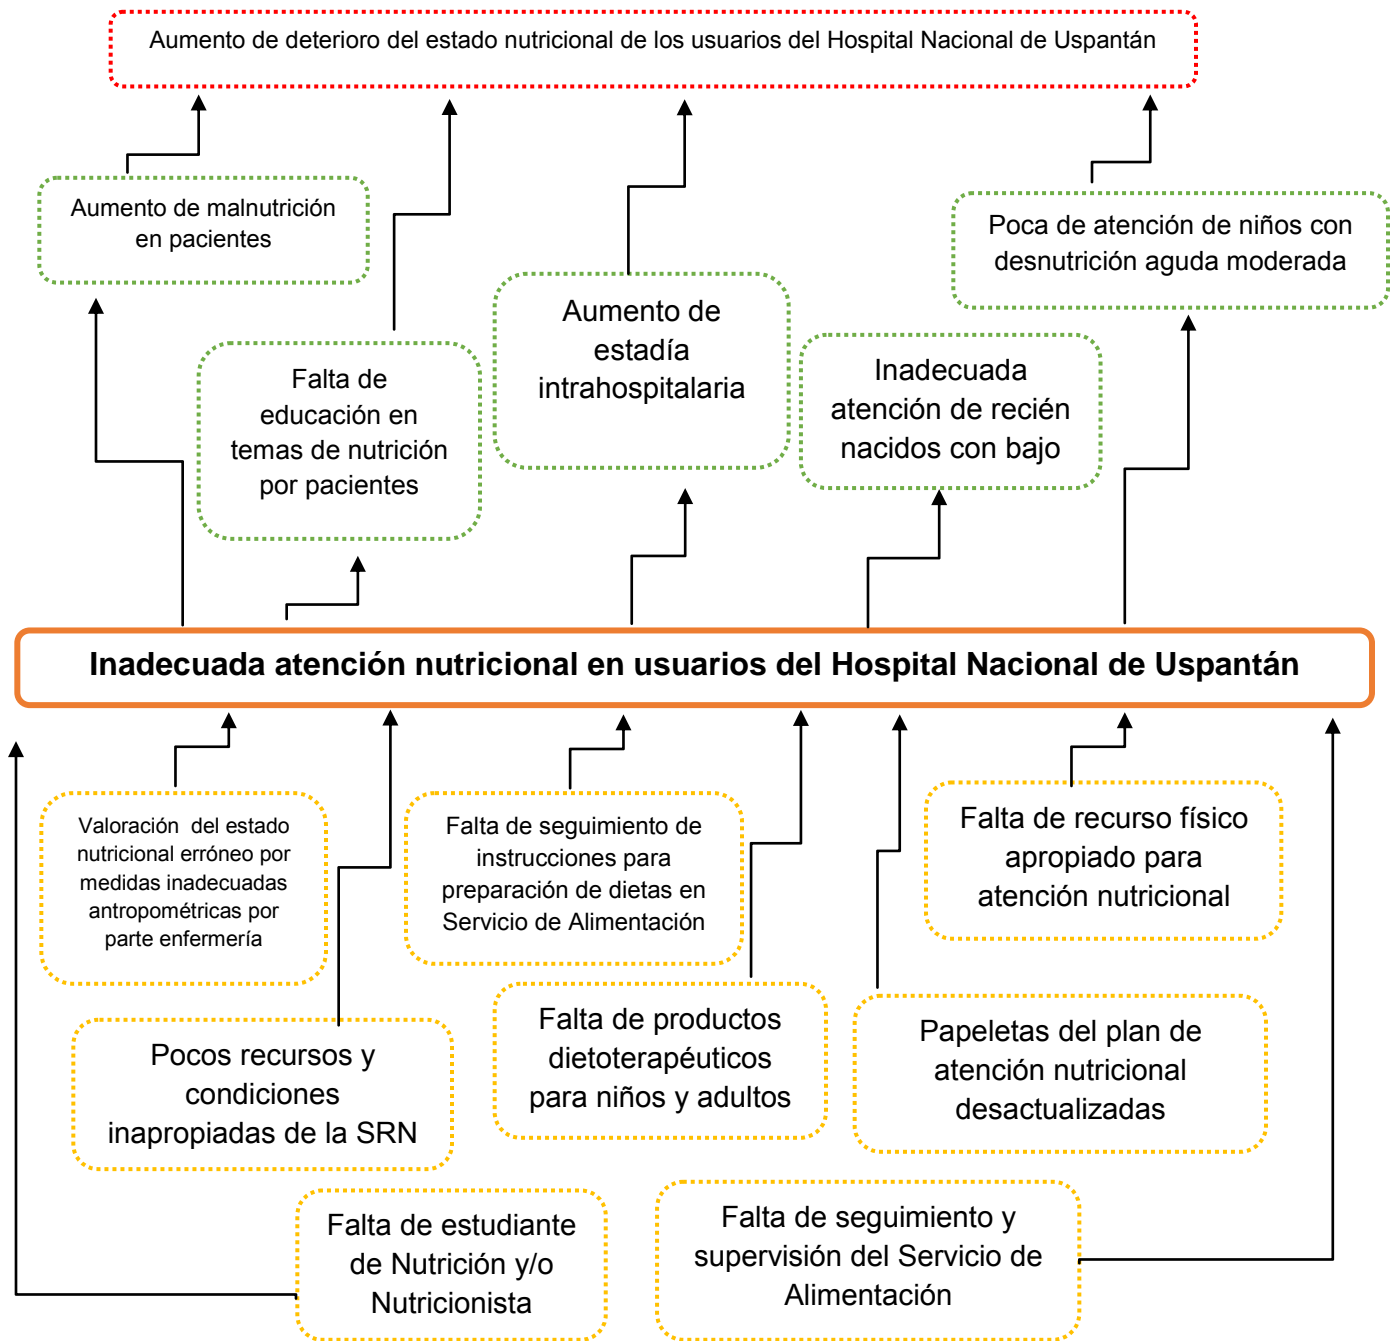 Aumento de deterioro del estado nutricional de los usuarios del Hospital Nacional de Uspantán
Aumento de malnutrición
en pacientes
Poca de atención de niños con
desnutrición aguda moderada
Falta de
educación en
temas de nutrición
por pacientes
Aumento de
estadía
intrahospitalaria
Inadecuada
atención de recién
nacidos con bajo
Inadecuada atención nutricional en usuarios del Hospital Nacional de Uspantán
Valoración del estado
nutricional erróneo por
medidas inadecuadas
antropométricas por
parte enfermería
Falta de seguimiento de
instrucciones para
preparación de dietas en
Servicio de Alimentación
Falta de recurso físico
apropiado para
atención nutricional
Pocos recursos y
condiciones
inapropiadas de la SRN
Falta de productos
dietoterapéuticos
para niños y adultos
Papeletas del plan de
atención nutricional
desactualizadas
Falta de estudiante
de Nutrición y/o
Nutricionista
Falta de seguimiento y
supervisión del Servicio de
Alimentación